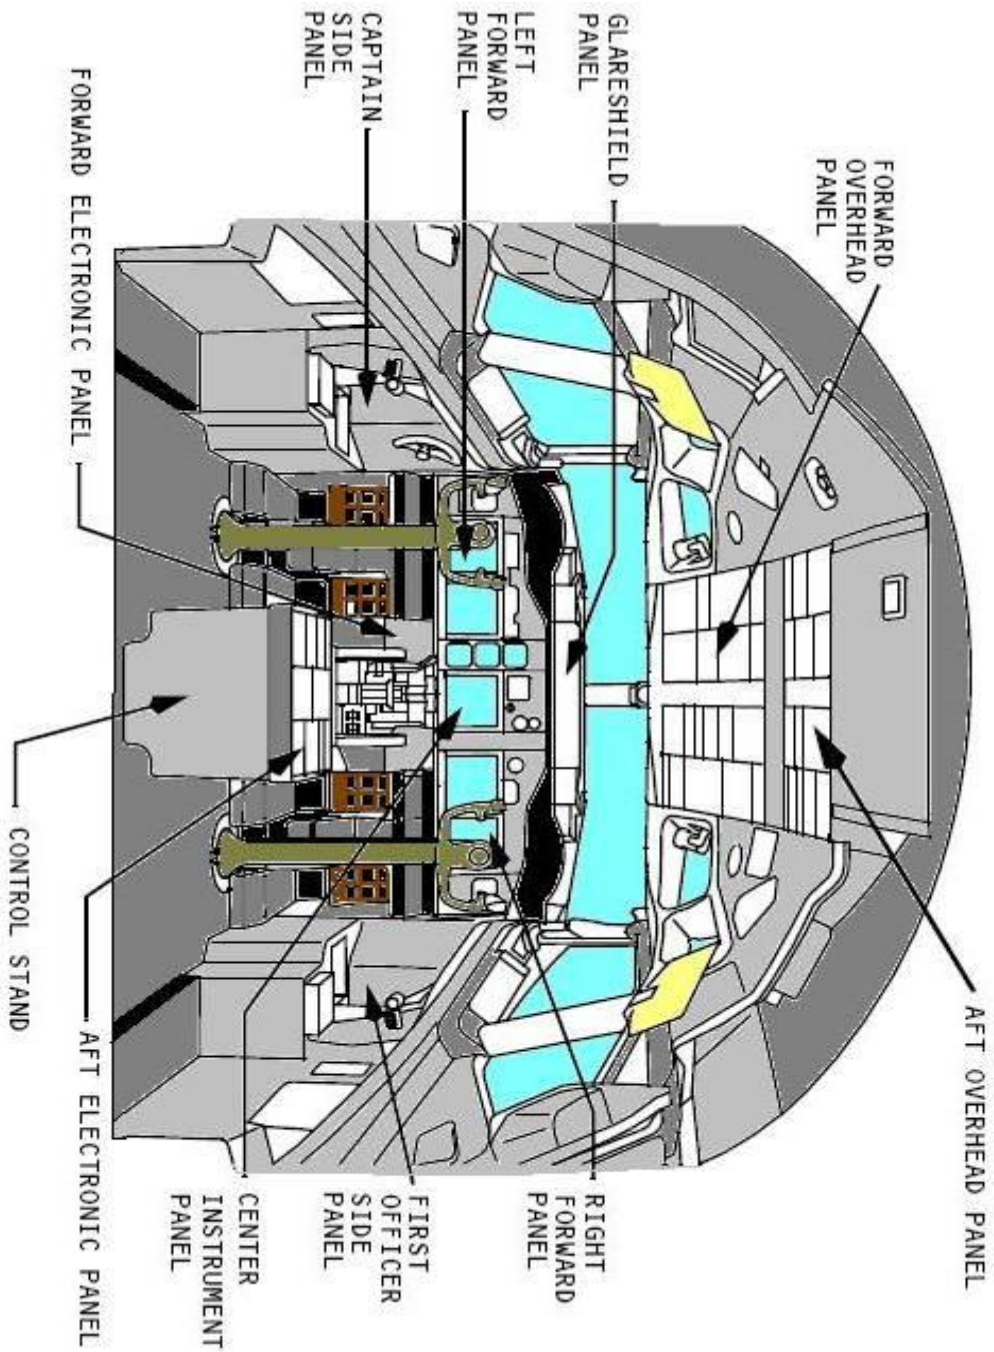 FORWARD
OVERHEAD
PANEL
AFT OVERHEAD PANEL
GLARESHIELD
PANEL
LEFT
FORWARD
PANEL
RIGHT
FORWARD
PANEL
CAPTAIN
SIDE
PANEL
FIRST
OFFICER
SIDE
PANEL
CENTER
INSTRUMENT
PANEL
FORWARD ELECTRONIC PANEL
AFT ELECTRONIC PANEL
CONTROL STAND